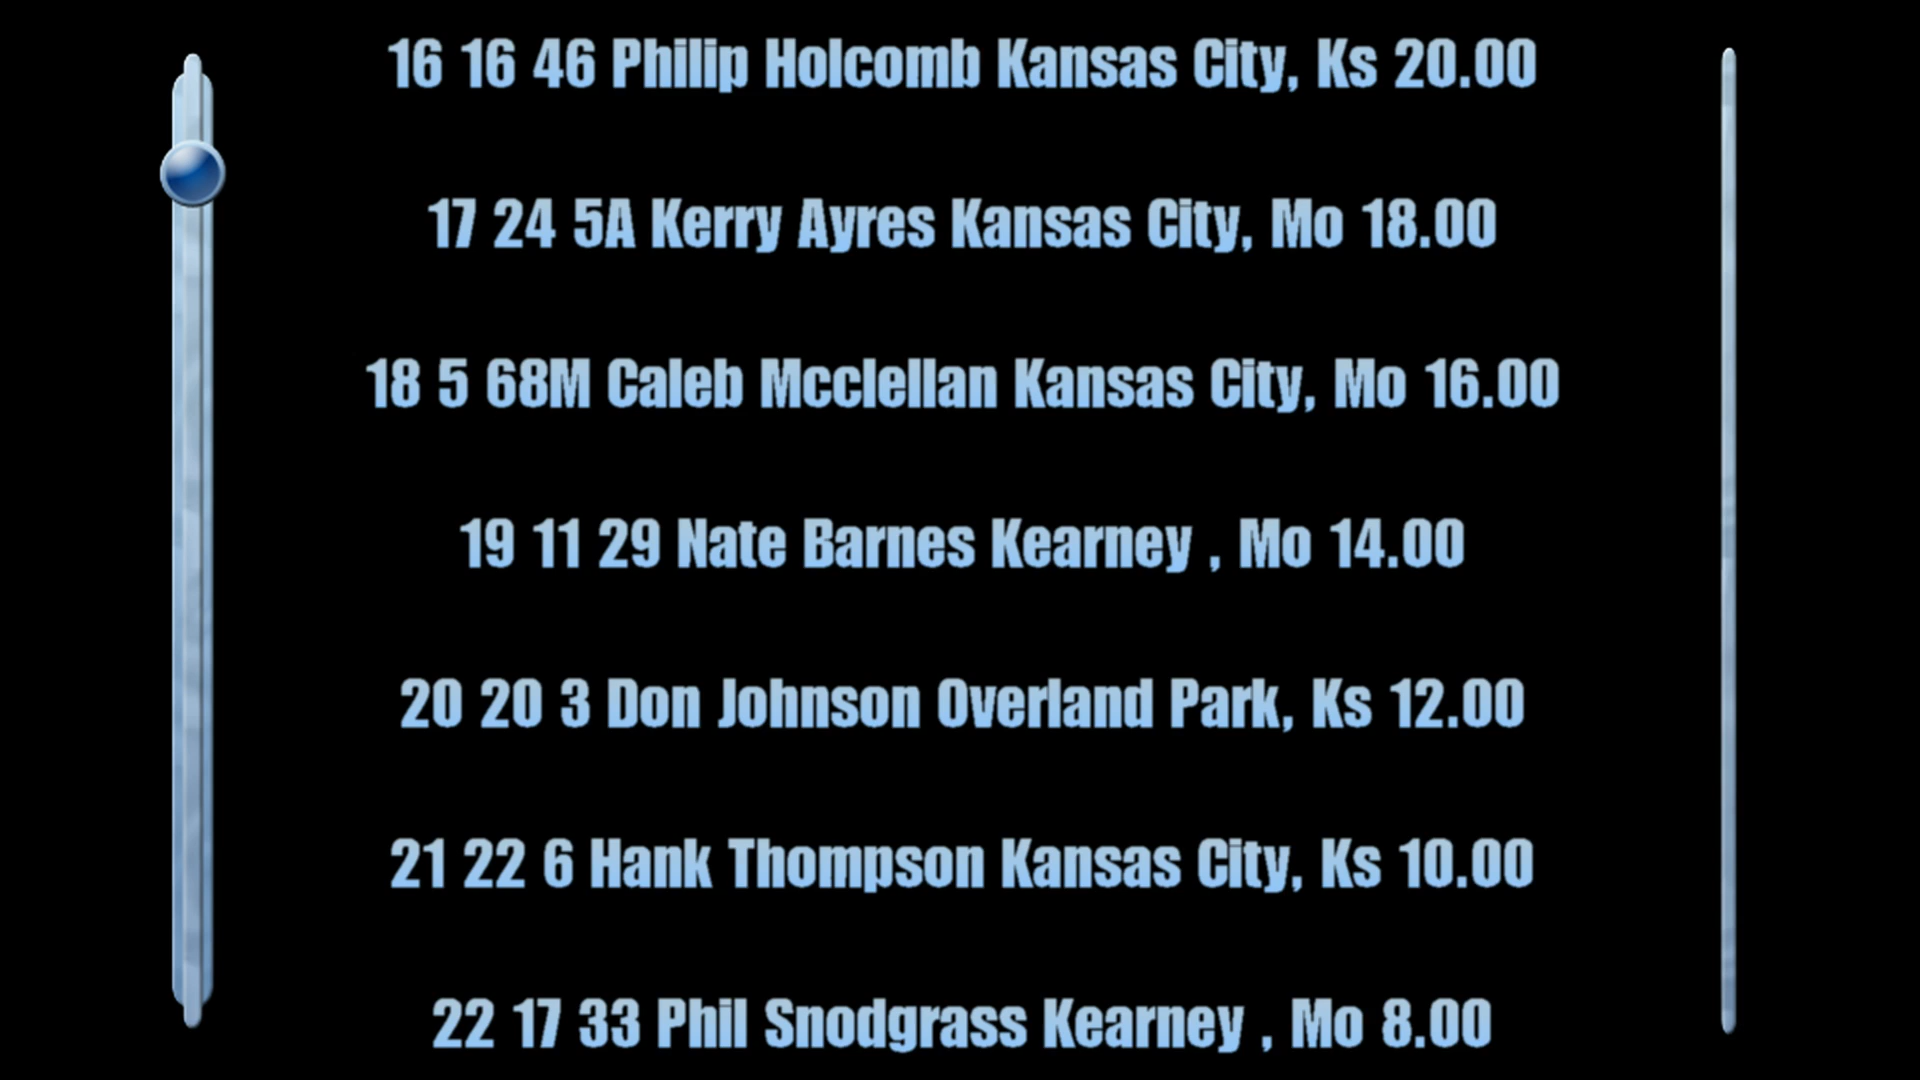 16 16 46 Philip Holcomb Kansas City, Ks 20.00
17 24 5A Kerry Ayres Kansas City, Mo 18.00
18 5 68M Caleb Mcclellan Kansas City, Mo 16.00
19 11 29 Nate Barnes Kearney , Mo 14.00
20 20 3 Don Johnson Overland Park, Ks 12.00
21 22 6 Hank Thompson Kansas City, Ks 10.00
22 17 33 Phil Snodgrass Kearney , Mo 8.00